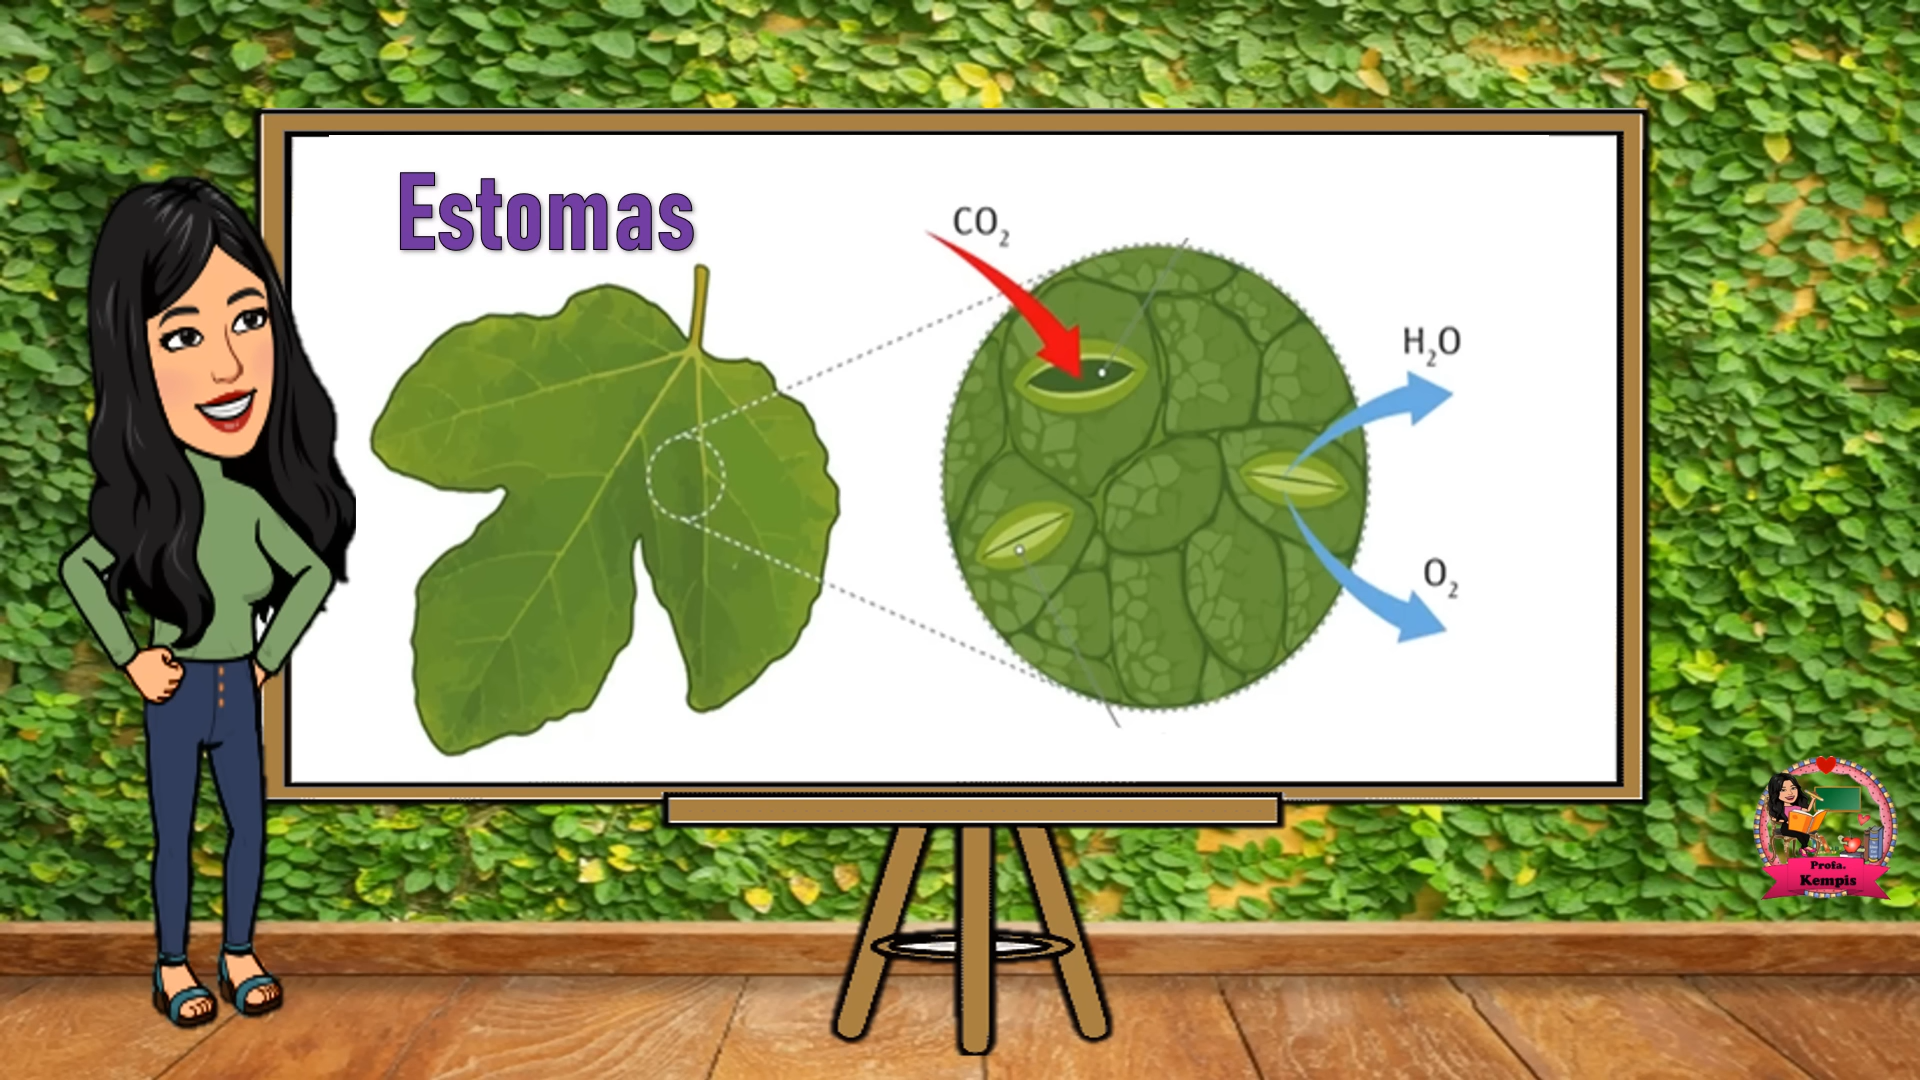 Estomas
CO₂
H₂O
O₂
Profa.
Kempis